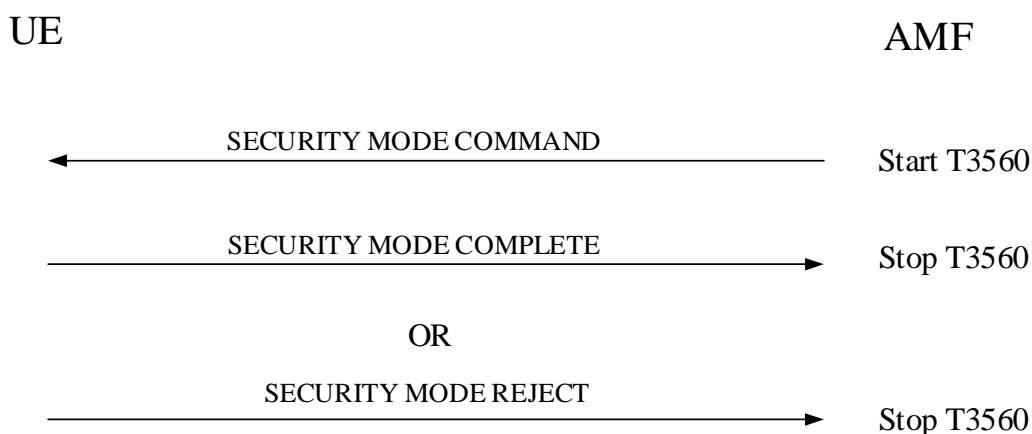 UE
AMF
SECURITY MODE COMMAND
Start T3560
SECURITY MODE COMPLETE
Stop T3560
OR
SECURITY MODE REJECT
Stop T3560